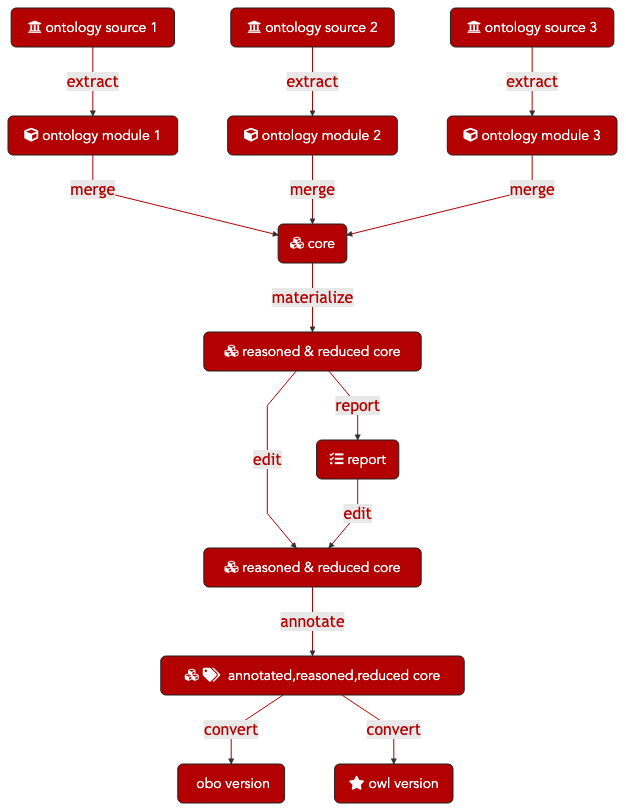 ontology source 1
ontology source 2
ontology source 3
extract
extract
extract
ontology module 1
ontology module 2
ontology module 3
merge
merge
merge
core
materialize
reasoned & reduced core
report
edit
report
edit
reasoned & reduced core
annotate
annotated,reasoned,reduced core
convert
convert
obo version
owl version